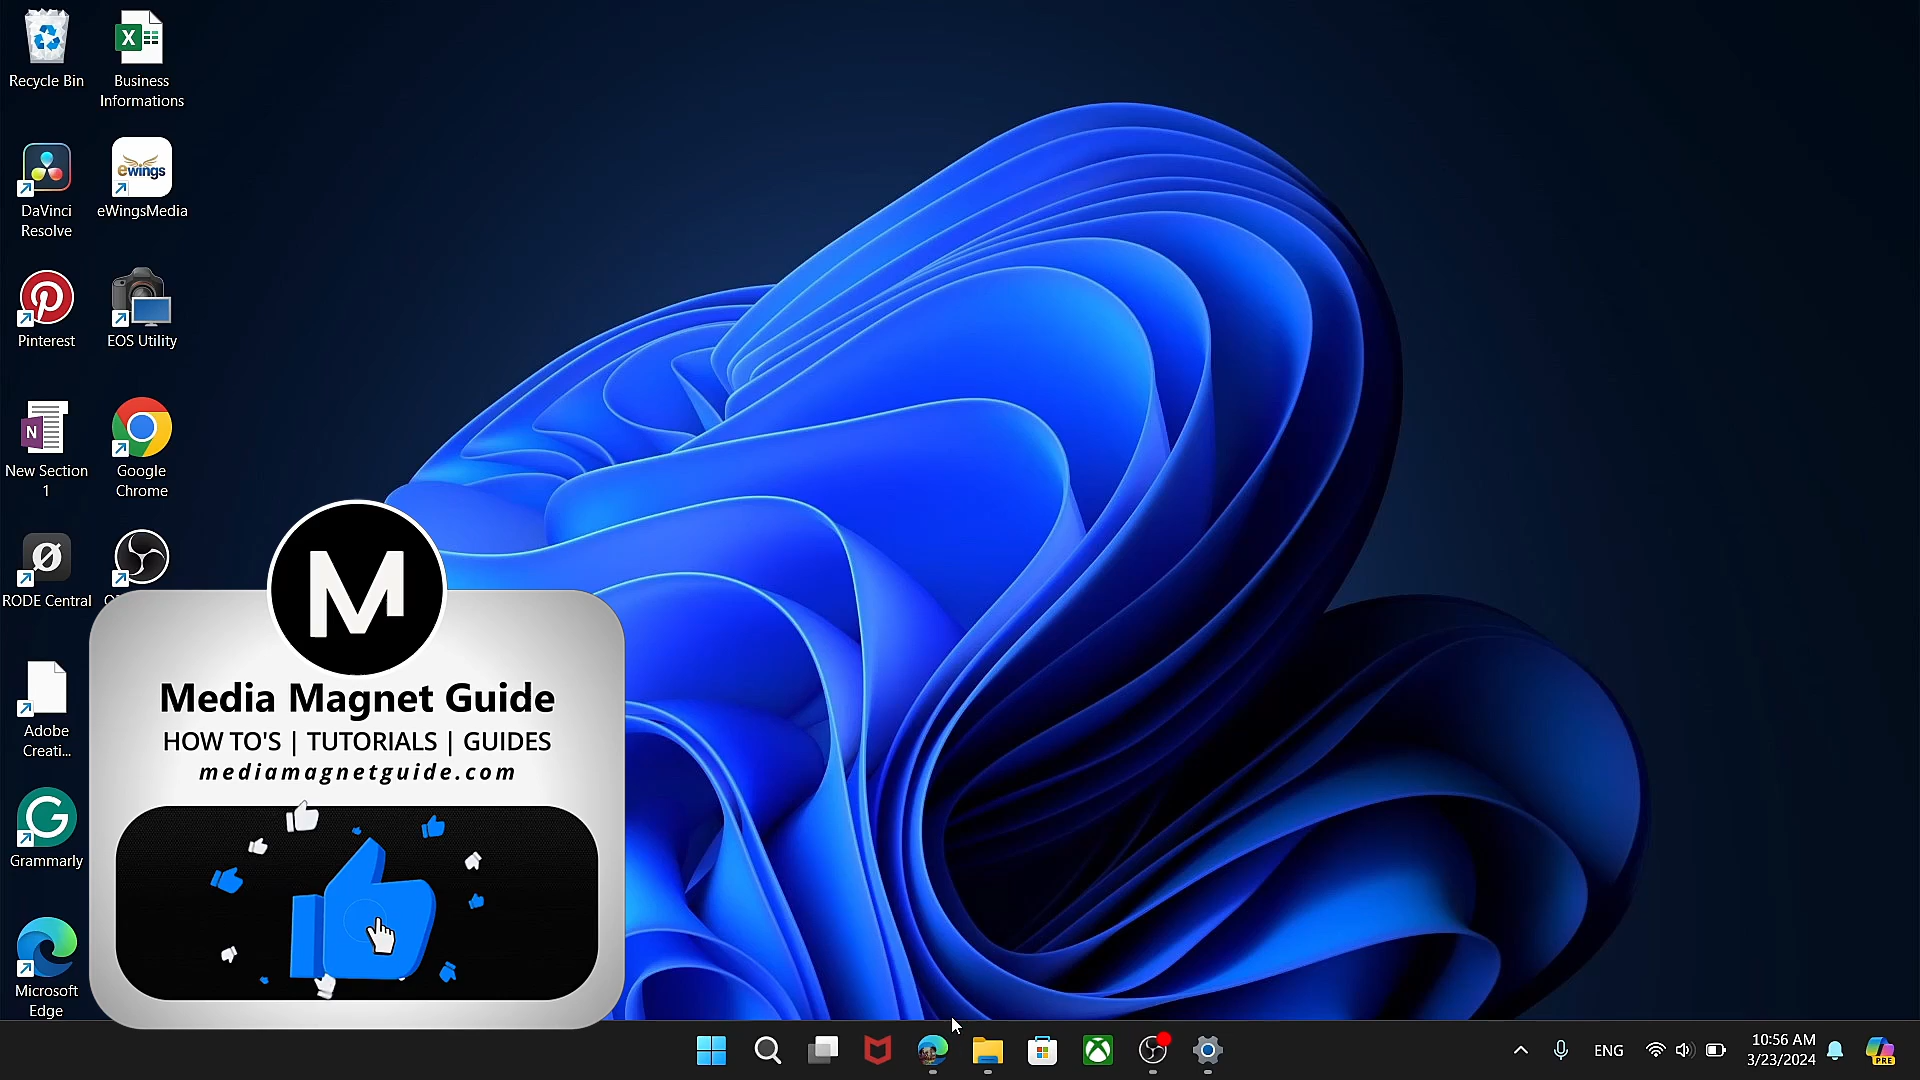 Recycle Bin
Business
Informations
X
DaVinci
Resolve
ewings
eWingsMedia
Pinterest
EOS Utility
N
New Section
1
Google
Chrome
RODE Central
M
Media Magnet Guide
HOW TO'S | TUTORIALS | GUIDES
mediamagnetguide.com
Adobe
Creati...
G
Grammarly
Microsoft
Edge
ENG
10:56 AM
3/23/2024
PRE